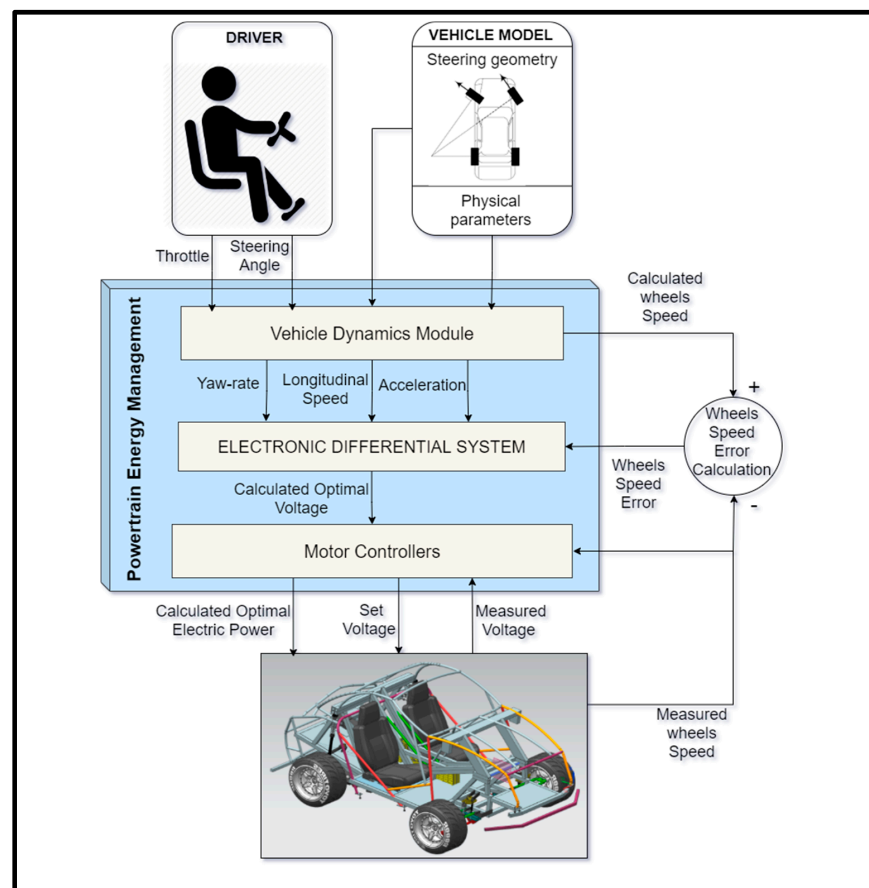 DRIVER
VEHICLE MODEL
Steering geometry
Physical
parameters
Throttle
Steering
Angle
Calculated
wheels
Speed
Powertrain Energy Management
Vehicle Dynamics Module
Yaw-rate
Longitudinal
Speed
Acceleration
+
Wheels
Speed
Error
Calculation
-
ELECTRONIC DIFFERENTIAL SYSTEM
Wheels
Speed
Error
Calculated Optimal
Voltage
Motor Controllers
Calculated Optimal
Electric Power
Set
Voltage
Measured
Voltage
Measured
wheels
Speed